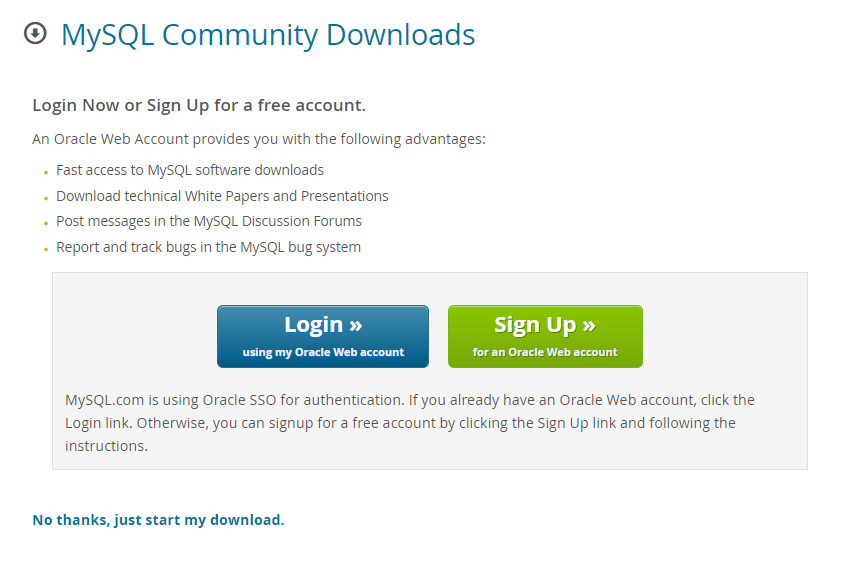 MySQL Community Downloads
Login Now or Sign Up for a free account.
An Oracle Web Account provides you with the following advantages:
Fast access to MySQL software downloads
Download technical White Papers and Presentations
Post messages in the MySQL Discussion Forums
Report and track bugs in the MySQL bug system
Login »
using my Oracle Web account
Sign Up »
for an Oracle Web account
MySQL.com is using Oracle SSO for authentication. If you already have an Oracle Web account, click the
Login link. Otherwise, you can signup for a free account by clicking the Sign Up link and following the
instructions.
No thanks, just start my download.